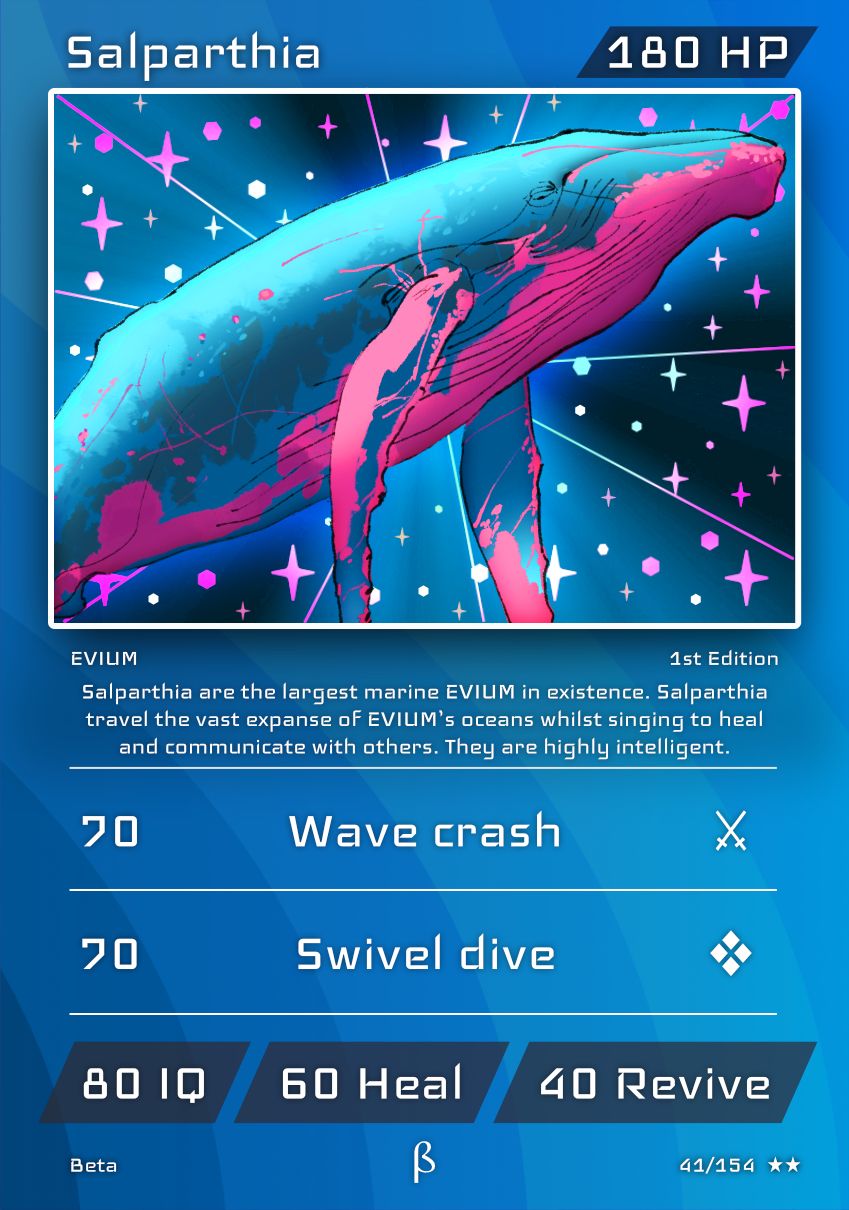 Salparthia
180 HP
EVIUM
1st Edition
Salparthia are the largest marine EVIUM in existence. Salparthia
travel the vast expanse of EVIUM's oceans whilst singing to heal
and communicate with others. They are highly intelligent.
70 Wave crash
70 Swivel dive
80 IQ
60 Heal
40 Revive
Beta
β
41/154 ★★